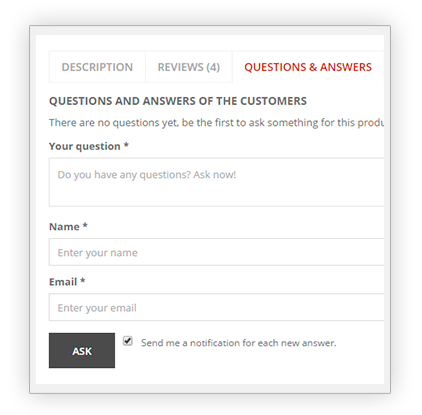 DESCRIPTION REVIEWS (4) QUESTIONS & ANSWERS
QUESTIONS AND ANSWERS OF THE CUSTOMERS
There are no questions yet, be the first to ask something for this produ
Your question *
Do you have any questions? Ask now!
Name *
Enter your name
Email *
Enter your email
ASK Send me a notification for each new answer.